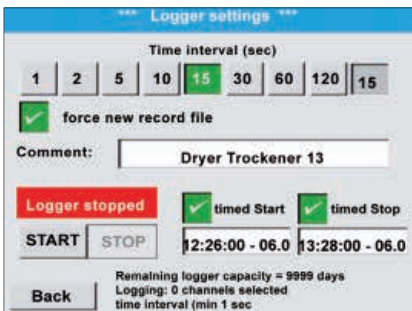 *** Logger settings ***
Time interval (sec)
1 2 5 10 15 30 60 120 15
force new record file
Comment: Dryer Trockener 13
Logger stopped timed Start timed Stop
START STOP 12:26:00 - 06.0 13:28:00 - 06.0
Remaining logger capacity = 9999 days
Logging: 0 channels selected
time interval (min 1 sec
Back